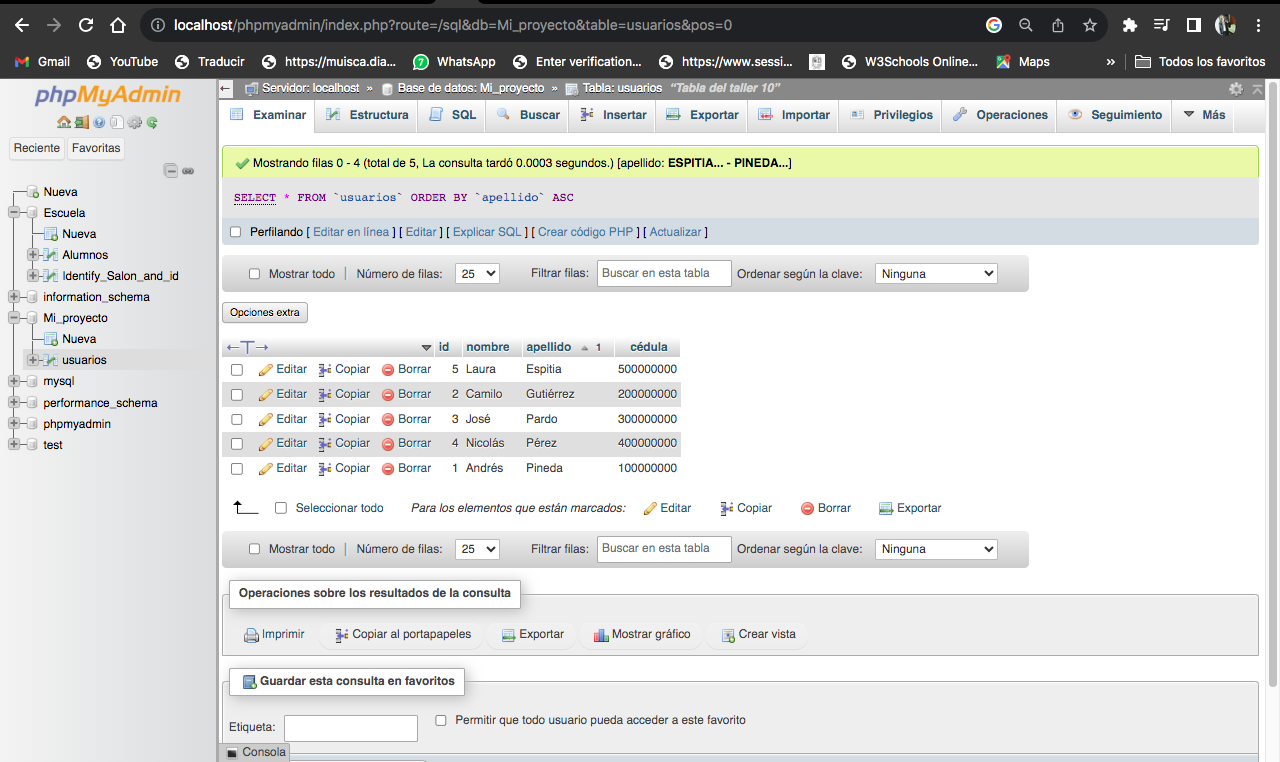 localhost/phpmyadmin/index.php?route=/sql&db=Mi_proyecto&table=usuarios&pos=0
Gmail YouTube Traducir https://muisca.dia... WhatsApp Enter verification... https://www.sessi... W3Schools Online... Maps » Todos los favoritos
phpMyAdmin
Reciente Favoritas
Nueva
Escuela
Nueva
Alumnos
Identify_Salon_and_id
information_schema
Mi_proyecto
Nueva
usuarios
mysql
performance_schema
phpmyadmin
test
Servidor: localhost » Base de datos: Mi_proyecto » Tabla: usuarios "Tabla del taller 10"
Examinar Estructura SQL Buscar Insertar Exportar Importar Privilegios Operaciones Seguimiento Más
Mostrando filas 0 - 4 (total de 5, La consulta tardó 0.0003 segundos.) [apellido: ESPITIA... - PINEDA...]
SELECT * FROM `usuarios` ORDER BY `apellido` ASC
Perfilando [ Editar en línea ] [ Editar ] [ Explicar SQL ] [ Crear código PHP ] [ Actualizar ]
Mostrar todo | Número de filas: 25 Filtrar filas: Buscar en esta tabla Ordenar según la clave: Ninguna
Opciones extra
←T→ id nombre apellido 1 cédula
Editar Copiar Borrar 5 Laura Espitia 500000000
Editar Copiar Borrar 2 Camilo Gutiérrez 200000000
Editar Copiar Borrar 3 José Pardo 300000000
Editar Copiar Borrar 4 Nicolás Pérez 400000000
Editar Copiar Borrar 1 Andrés Pineda 100000000
Seleccionar todo Para los elementos que están marcados: Editar Copiar Borrar Exportar
Mostrar todo | Número de filas: 25 Filtrar filas: Buscar en esta tabla Ordenar según la clave: Ninguna
Operaciones sobre los resultados de la consulta
Imprimir Copiar al portapapeles Exportar Mostrar gráfico Crear vista
Guardar esta consulta en favoritos
Etiqueta: Permitir que todo usuario pueda acceder a este favorito
Consola